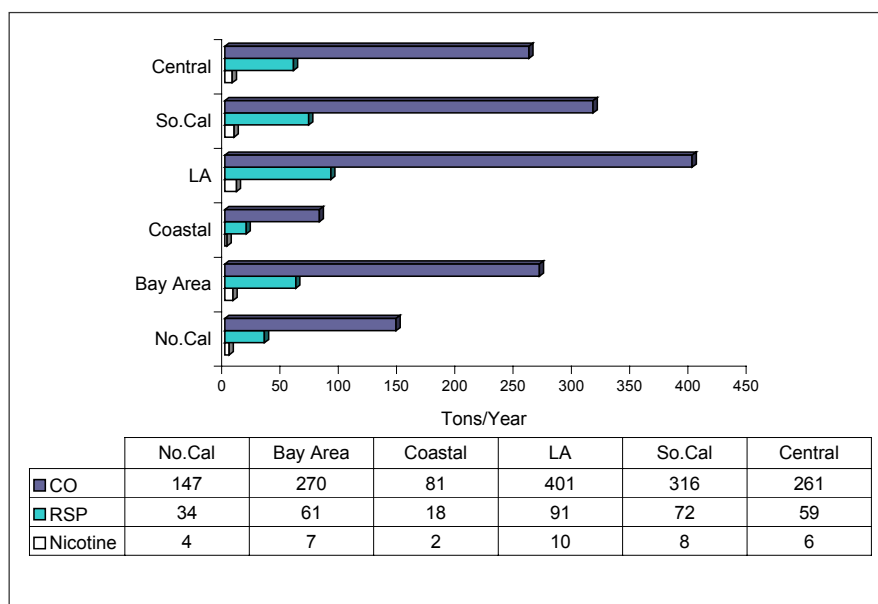 Central
So.Cal
LA
Coastal
Bay Area
No.Cal
0 50 100 150 200 250 300 350 400 450
Tons/Year
No.Cal Bay Area Coastal LA So.Cal Central
CO 147 270 81 401 316 261
RSP 34 61 18 91 72 59
Nicotine 4 7 2 10 8 6